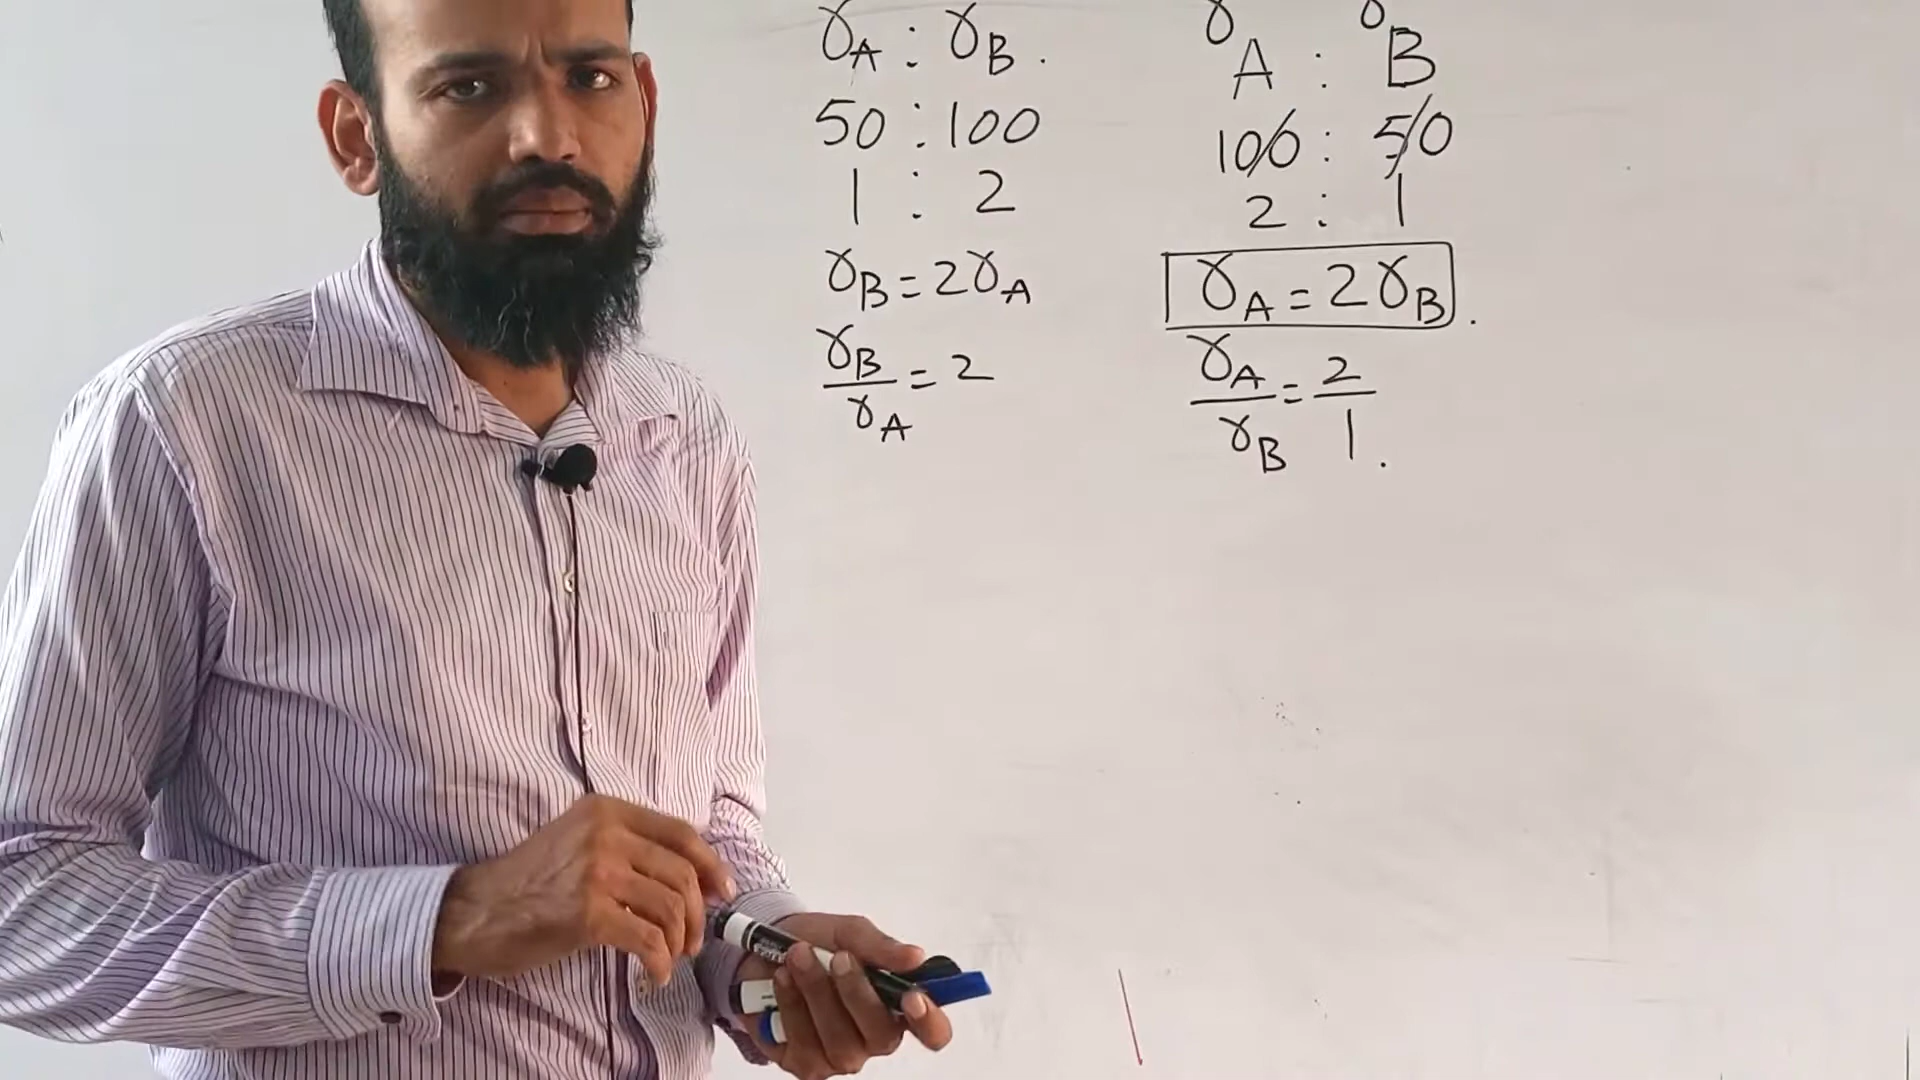 γA : γB.
50 : 100
1 : 2
γB = 2γA
γB/γA = 2
γA : γB
100 : 50
2 : 1
γA = 2γB.
γA/γB = 2/1.